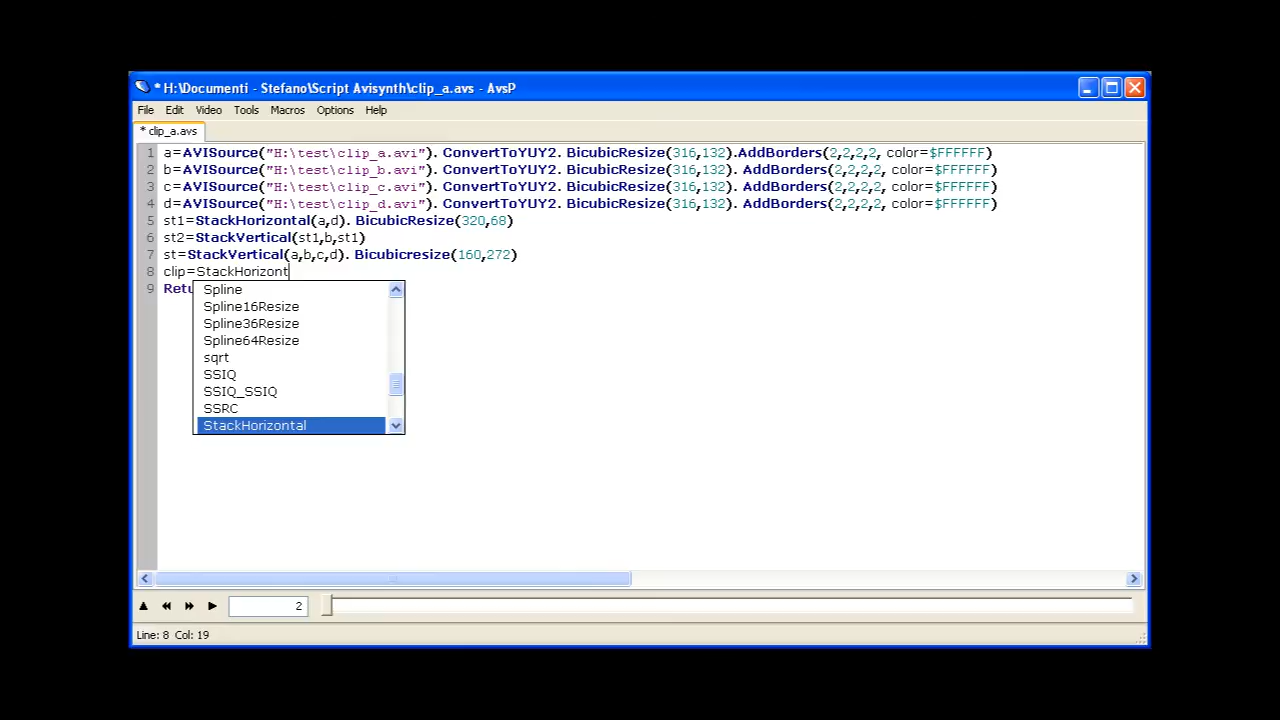 * H:\Documenti - Stefano\Script Avisynth\clip_a.avs - AvsP
File Edit Video Tools Macros Options Help
* clip_a.avs
1 a=AVISource("H:\test\clip_a.avi"). ConvertToYUY2. BicubicResize(316,132).AddBorders(2,2,2,2, color=$FFFFFF)
2 b=AVISource("H:\test\clip_b.avi"). ConvertToYUY2. BicubicResize(316,132). AddBorders(2,2,2,2, color=$FFFFFF)
3 c=AVISource("H:\test\clip_c.avi"). ConvertToYUY2. BicubicResize(316,132). AddBorders(2,2,2,2, color=$FFFFFF)
4 d=AVISource("H:\test\clip_d.avi"). ConvertToYUY2. BicubicResize(316,132). AddBorders(2,2,2,2, color=$FFFFFF)
5 st1=StackHorizontal(a,d). BicubicResize(320,68)
6 st2=StackVertical(st1,b,st1)
7 st=StackVertical(a,b,c,d). Bicubicresize(160,272)
8 clip=StackHorizont
9 Retu
Spline
Spline16Resize
Spline36Resize
Spline64Resize
sqrt
SSIQ
SSIQ_SSIQ
SSRC
StackHorizontal
2
Line: 8 Col: 19